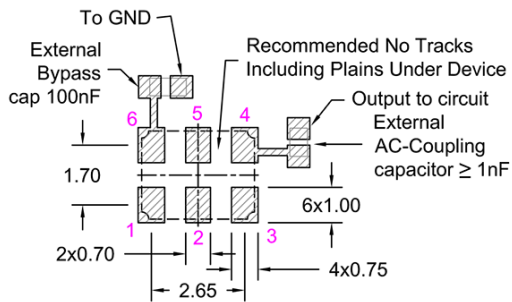 To GND
External
Bypass
cap 100nF
Recommended No Tracks
Including Plains Under Device
Output to circuit
External
AC-Coupling
capacitor ≥ 1nF
6
5
4
1.70
6x1.00
1
2
3
2x0.70
4x0.75
2.65